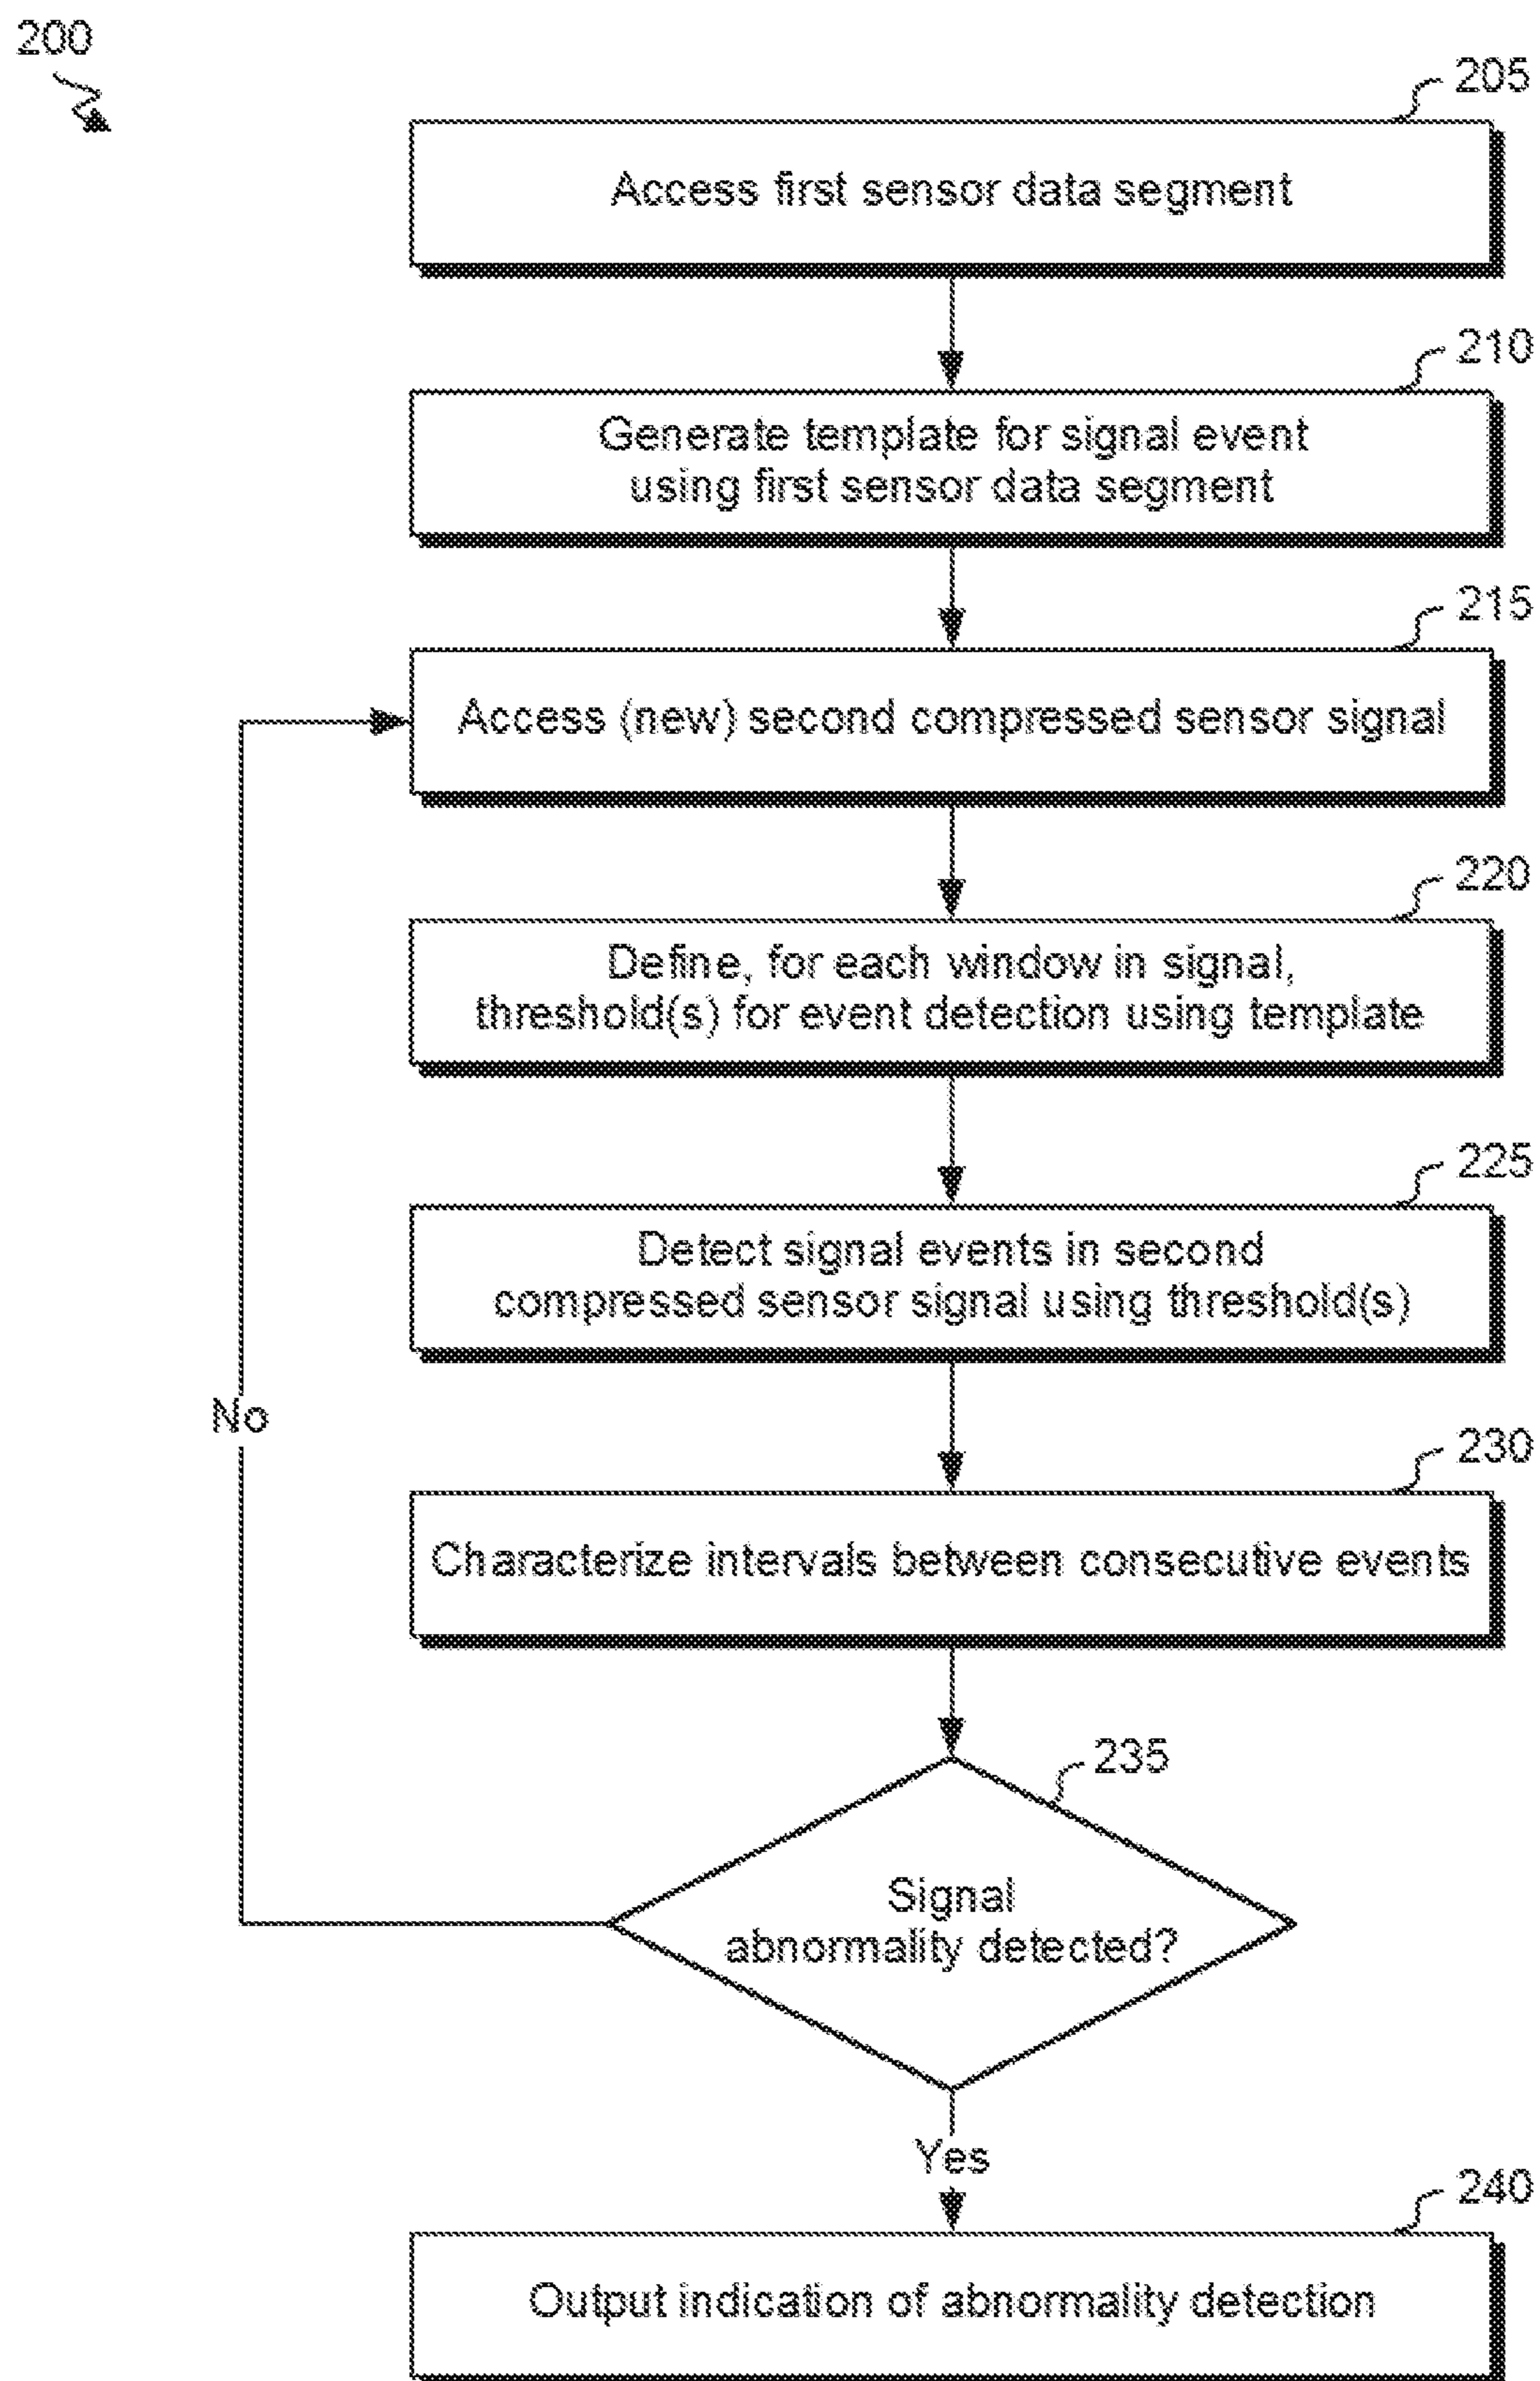 200
205
Access first sensor data segment
210
Generate template for signal event
using first sensor data segment
215
Access (new) second compressed sensor signal
220
Define, for each window in signal,
threshold(s) for event detection using template
225
Detect signal events in second
compressed sensor signal using threshold(s)
No
230
Characterize intervals between consecutive events
235
Signal
abnormality detected?
Yes
240
Output indication of abnormality detection